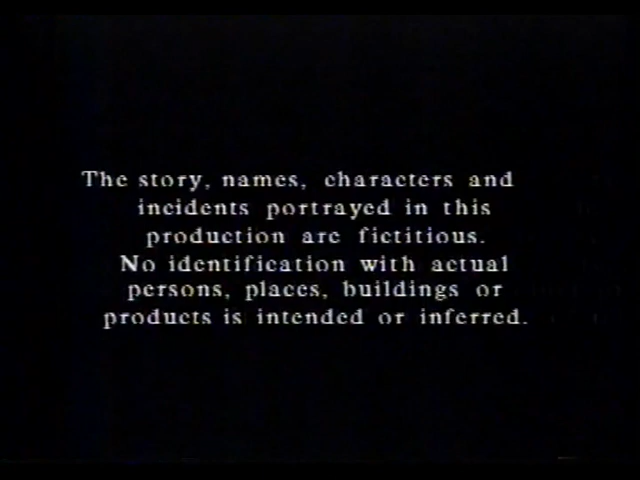 The story, names, characters and
incidents portrayed in this
production are fictitious.
No identification with actual
persons, places, buildings or
products is intended or inferred.